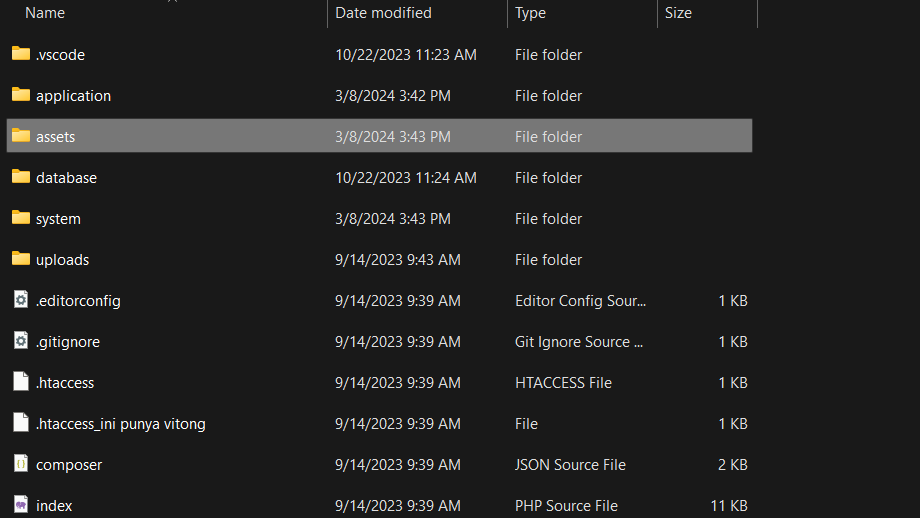 Name Date modified Type Size
.vscode 10/22/2023 11:23 AM File folder
application 3/8/2024 3:42 PM File folder
assets 3/8/2024 3:43 PM File folder
database 10/22/2023 11:24 AM File folder
system 3/8/2024 3:43 PM File folder
uploads 9/14/2023 9:43 AM File folder
.editorconfig 9/14/2023 9:39 AM Editor Config Sour... 1 KB
.gitignore 9/14/2023 9:39 AM Git Ignore Source ... 1 KB
.htaccess 9/14/2023 9:39 AM HTACCESS File 1 KB
.htaccess_ini punya vitong 9/14/2023 9:39 AM File 1 KB
composer 9/14/2023 9:39 AM JSON Source File 2 KB
index 9/14/2023 9:39 AM PHP Source File 11 KB